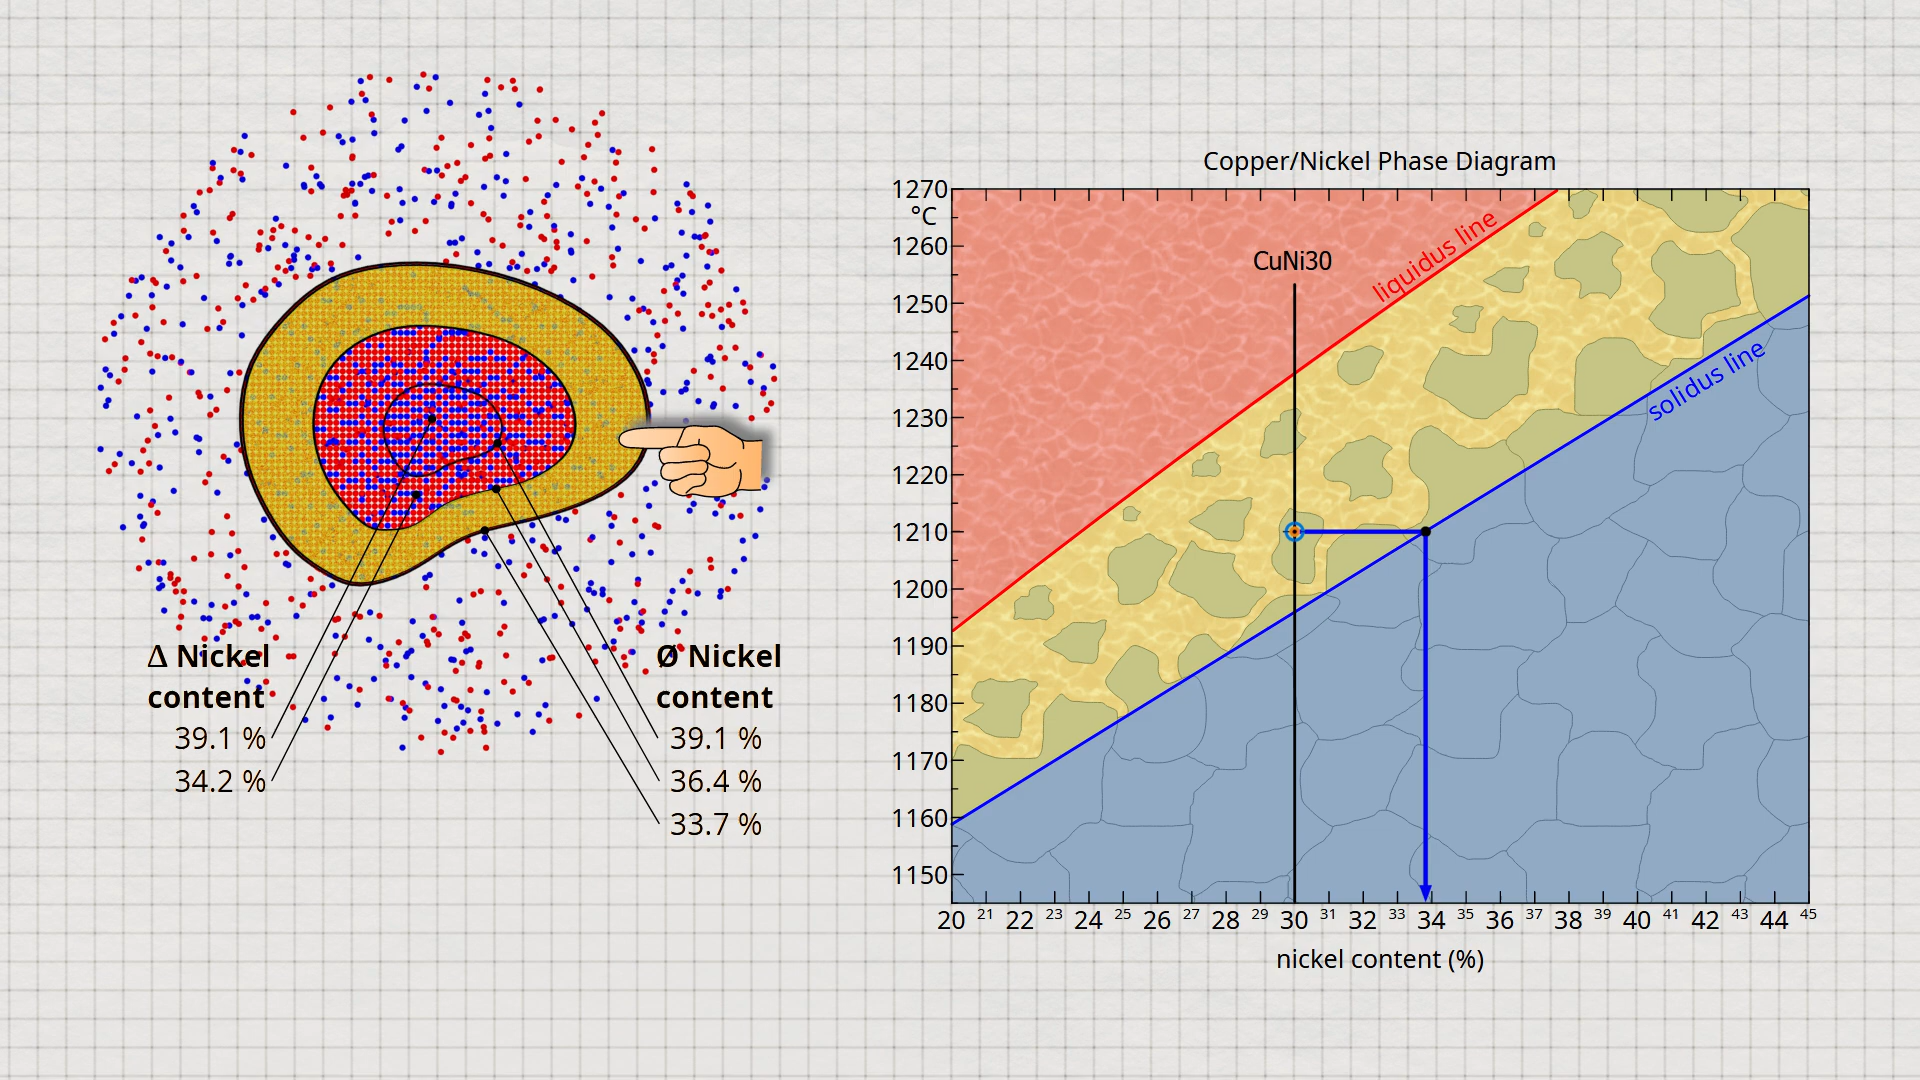 Δ Nickel
content
39.1 %
34.2 %
Ø Nickel
content
39.1 %
36.4 %
33.7 %
Copper/Nickel Phase Diagram
1270
°C
1260
1250
1240
1230
1220
1210
1200
1190
1180
1170
1160
1150
CuNi30
liquidus line
solidus line
20 21 22 23 24 25 26 27 28 29 30 31 32 33 34 35 36 37 38 39 40 41 42 43 44 45
nickel content (%)